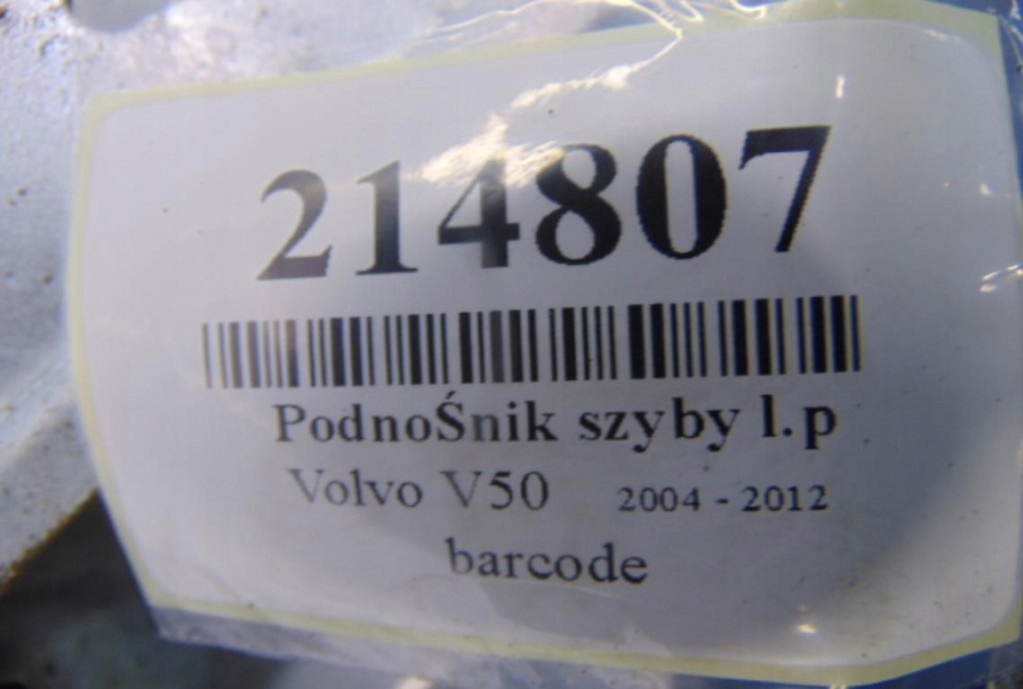 214807
PodnoŚnik szyby l.p
Volvo V50 2004 - 2012
barcode